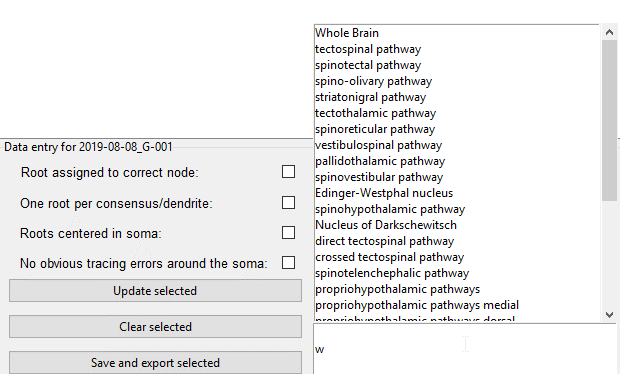 Data entry for 2019-08-08_G-001
Root assigned to correct node:
One root per consensus/dendrite:
Roots centered in soma:
No obvious tracing errors around the soma:
Update selected
Clear selected
Save and export selected
Whole Brain
tectospinal pathway
spinotectal pathway
spino-olivary pathway
striatonigral pathway
tectothalamic pathway
spinoreticular pathway
vestibulospinal pathway
pallidothalamic pathway
spinovestibular pathway
Edinger-Westphal nucleus
spinohypothalamic pathway
Nucleus of Darkschewitsch
direct tectospinal pathway
crossed tectospinal pathway
spinotelenchephalic pathway
propriohypothalamic pathways
propriohypothalamic pathways medial
propriohypothalamic pathways dorsal
w